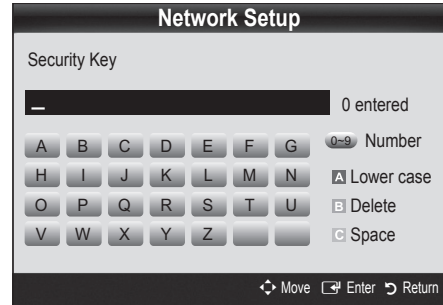 Network Setup
Security Key
_ 0 entered
A B C D E F G 0~9 Number
H I J K L M N A Lower case
O P Q R S T U B Delete
V W X Y Z C Space
Move Enter Return